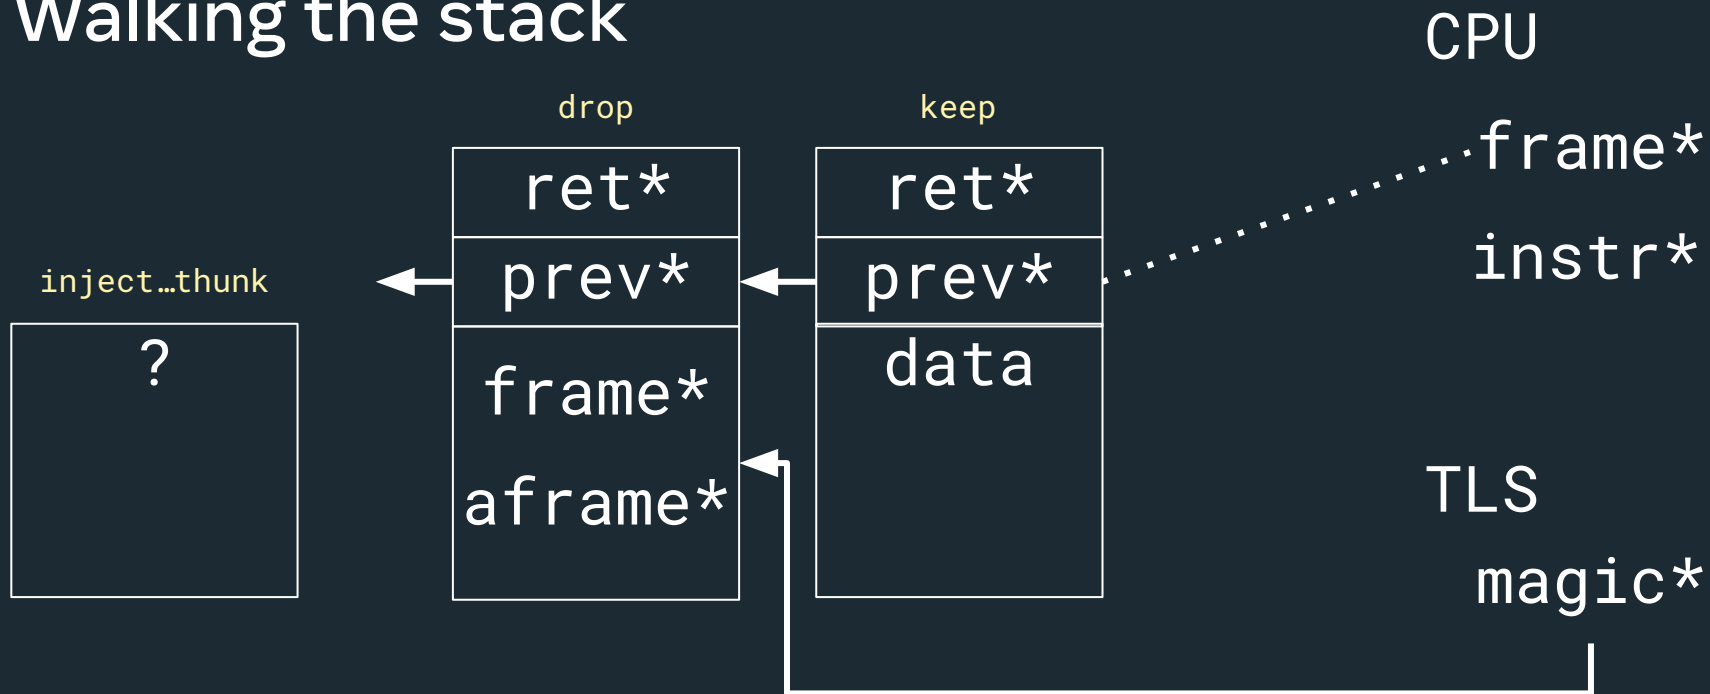 Walking the stack
CPU
drop
keep
frame*
ret*
ret*
instr*
inject…thunk
prev*
prev*
?
frame*
data
aframe*
TLS
magic*